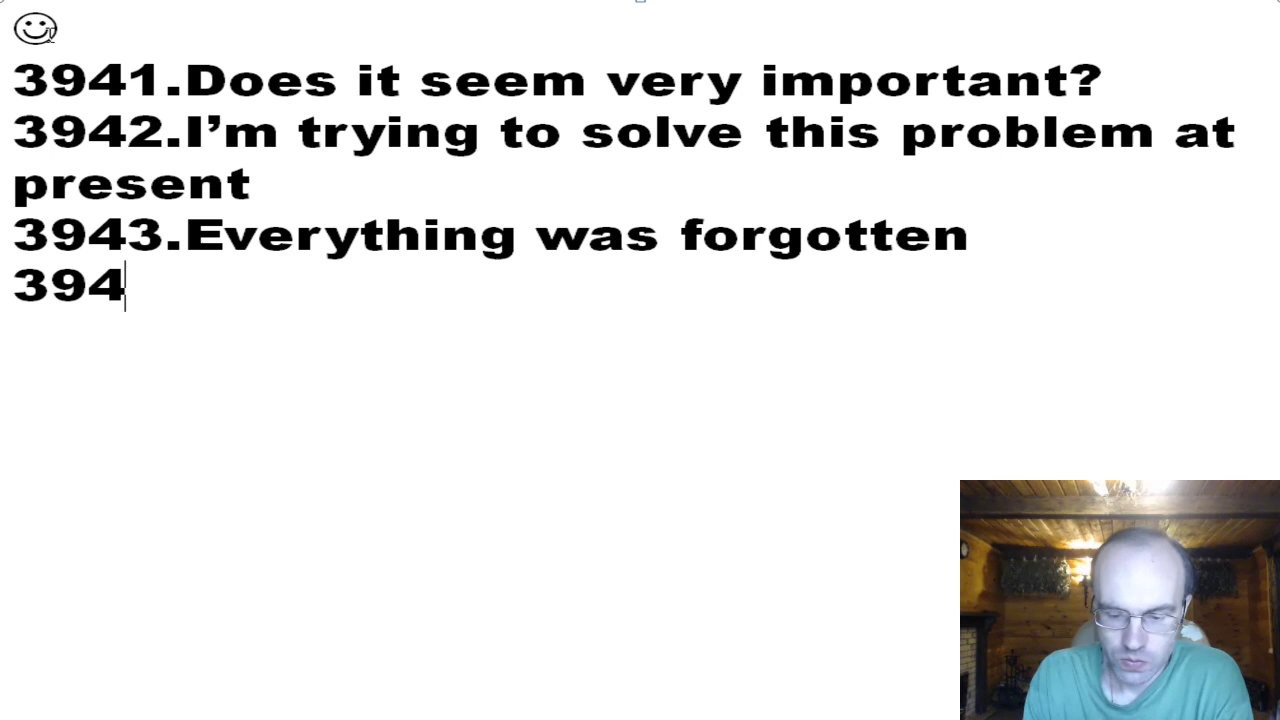 3941.Does it seem very important?
3942.I’m trying to solve this problem at
present
3943.Everything was forgotten
394